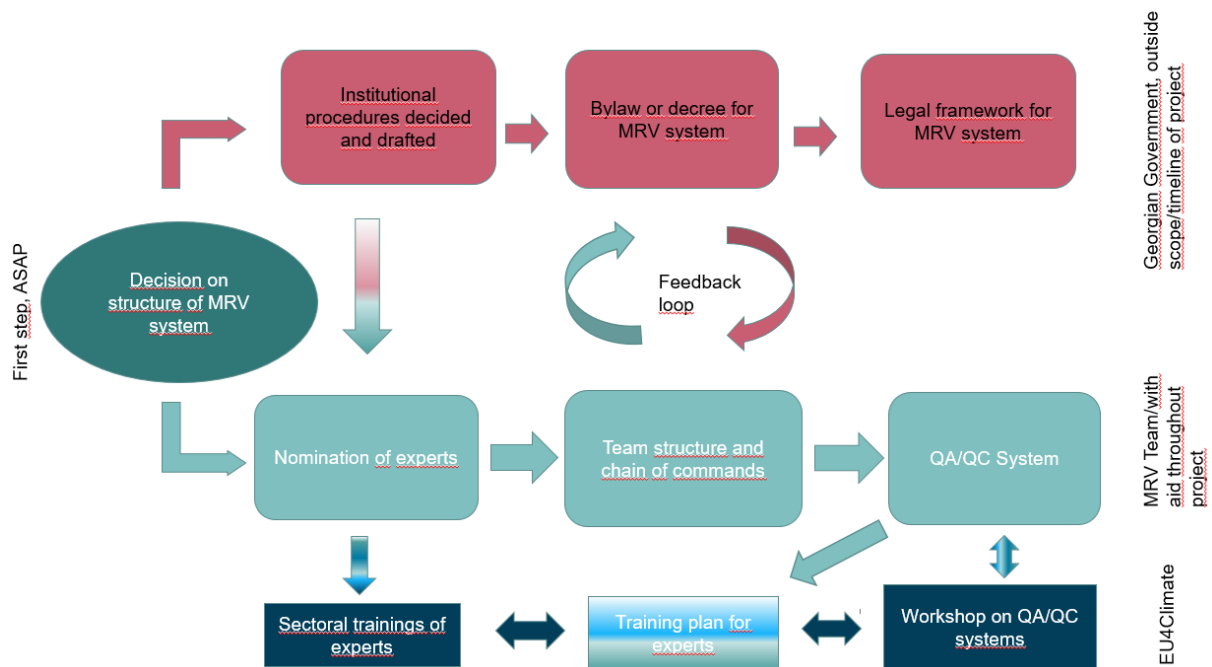 Institutional
procedures decided
and drafted
Bylaw or decree for
MRV system
Legal framework for
MRV system
Georgian Government, outside
scope/timeline of project
First step, ASAP
Decision on
structure of MRV
system
Feedback
loop
Nomination of experts
Team structure and
chain of commands
QA/QC System
MRV Team/with
aid throughout
project
Sectoral trainings of
experts
Training plan for
experts
Workshop on QA/QC
systems
EU4Climate